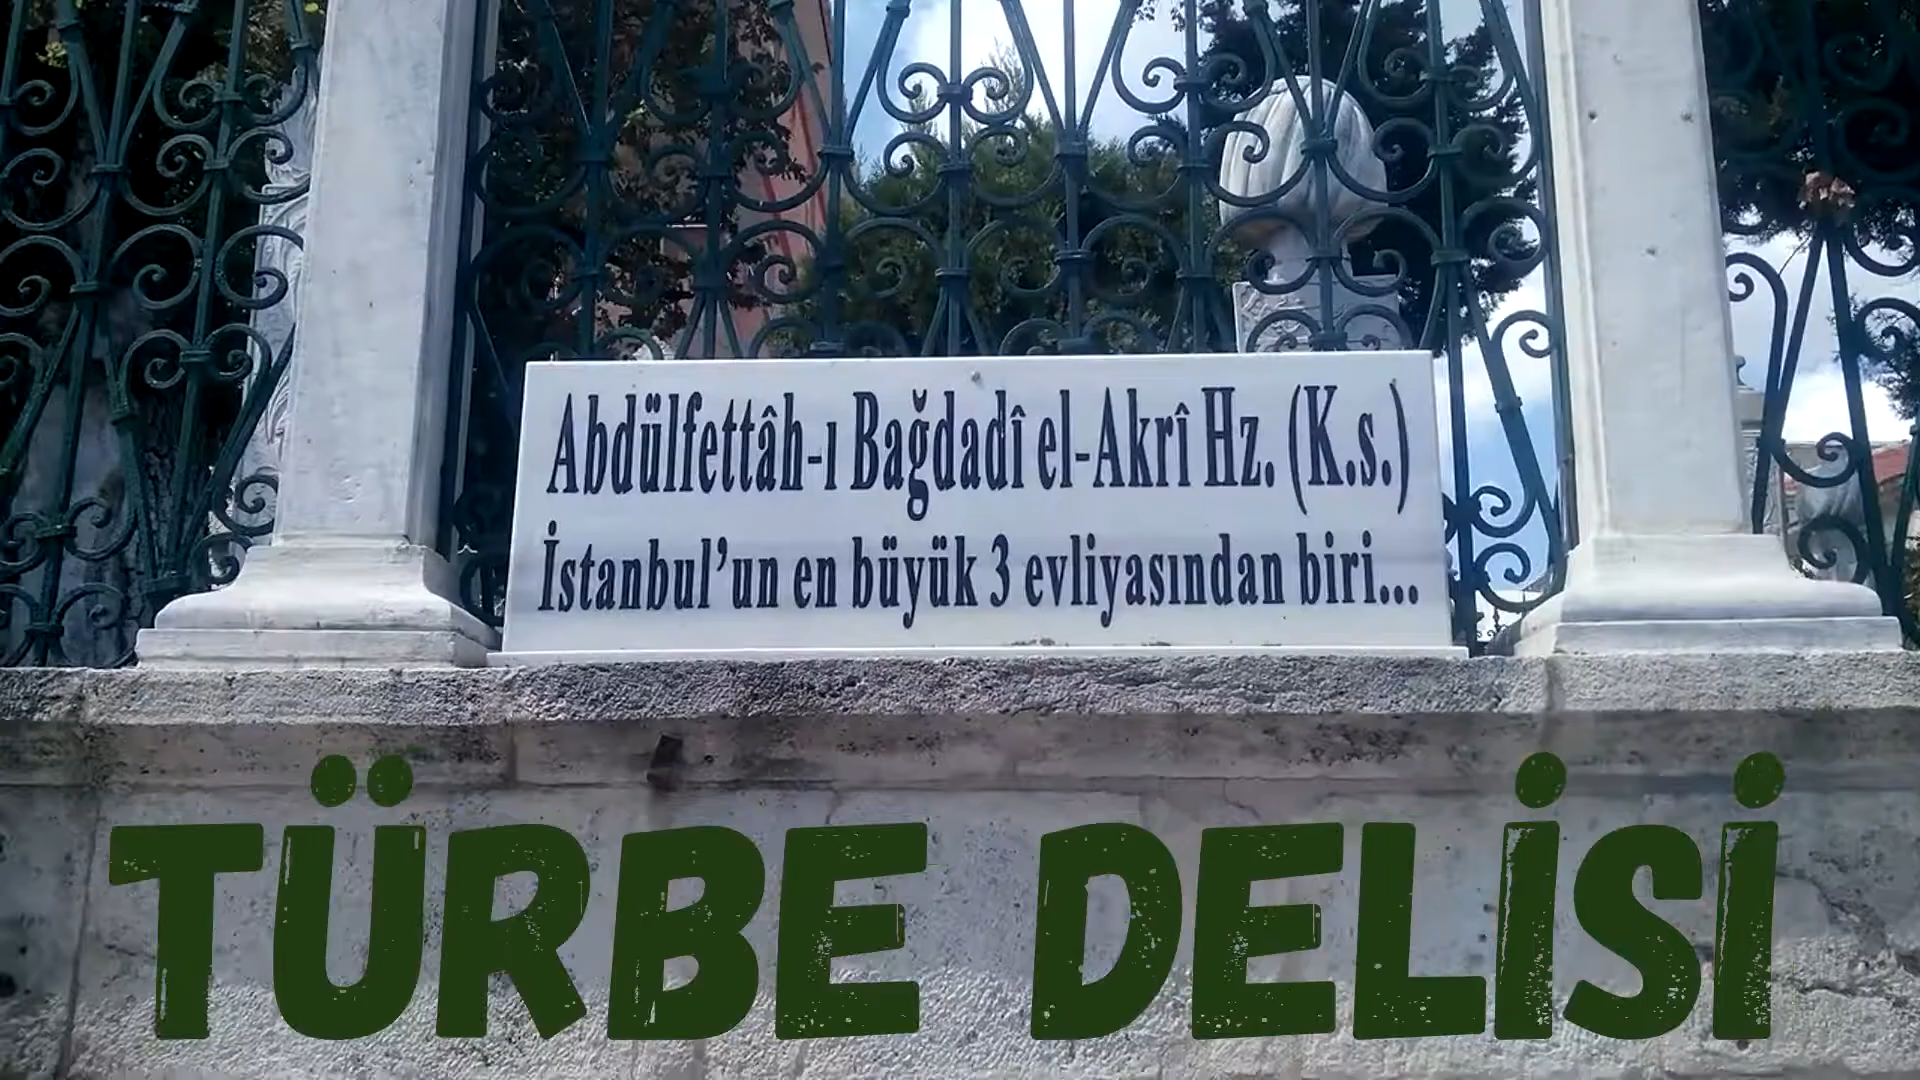 Abdülfettâh-ı Bağdadî el-Akrî Hz. (K.s.)
İstanbul'un en büyük 3 evliyasından biri...
TÜRBE DELİSİ